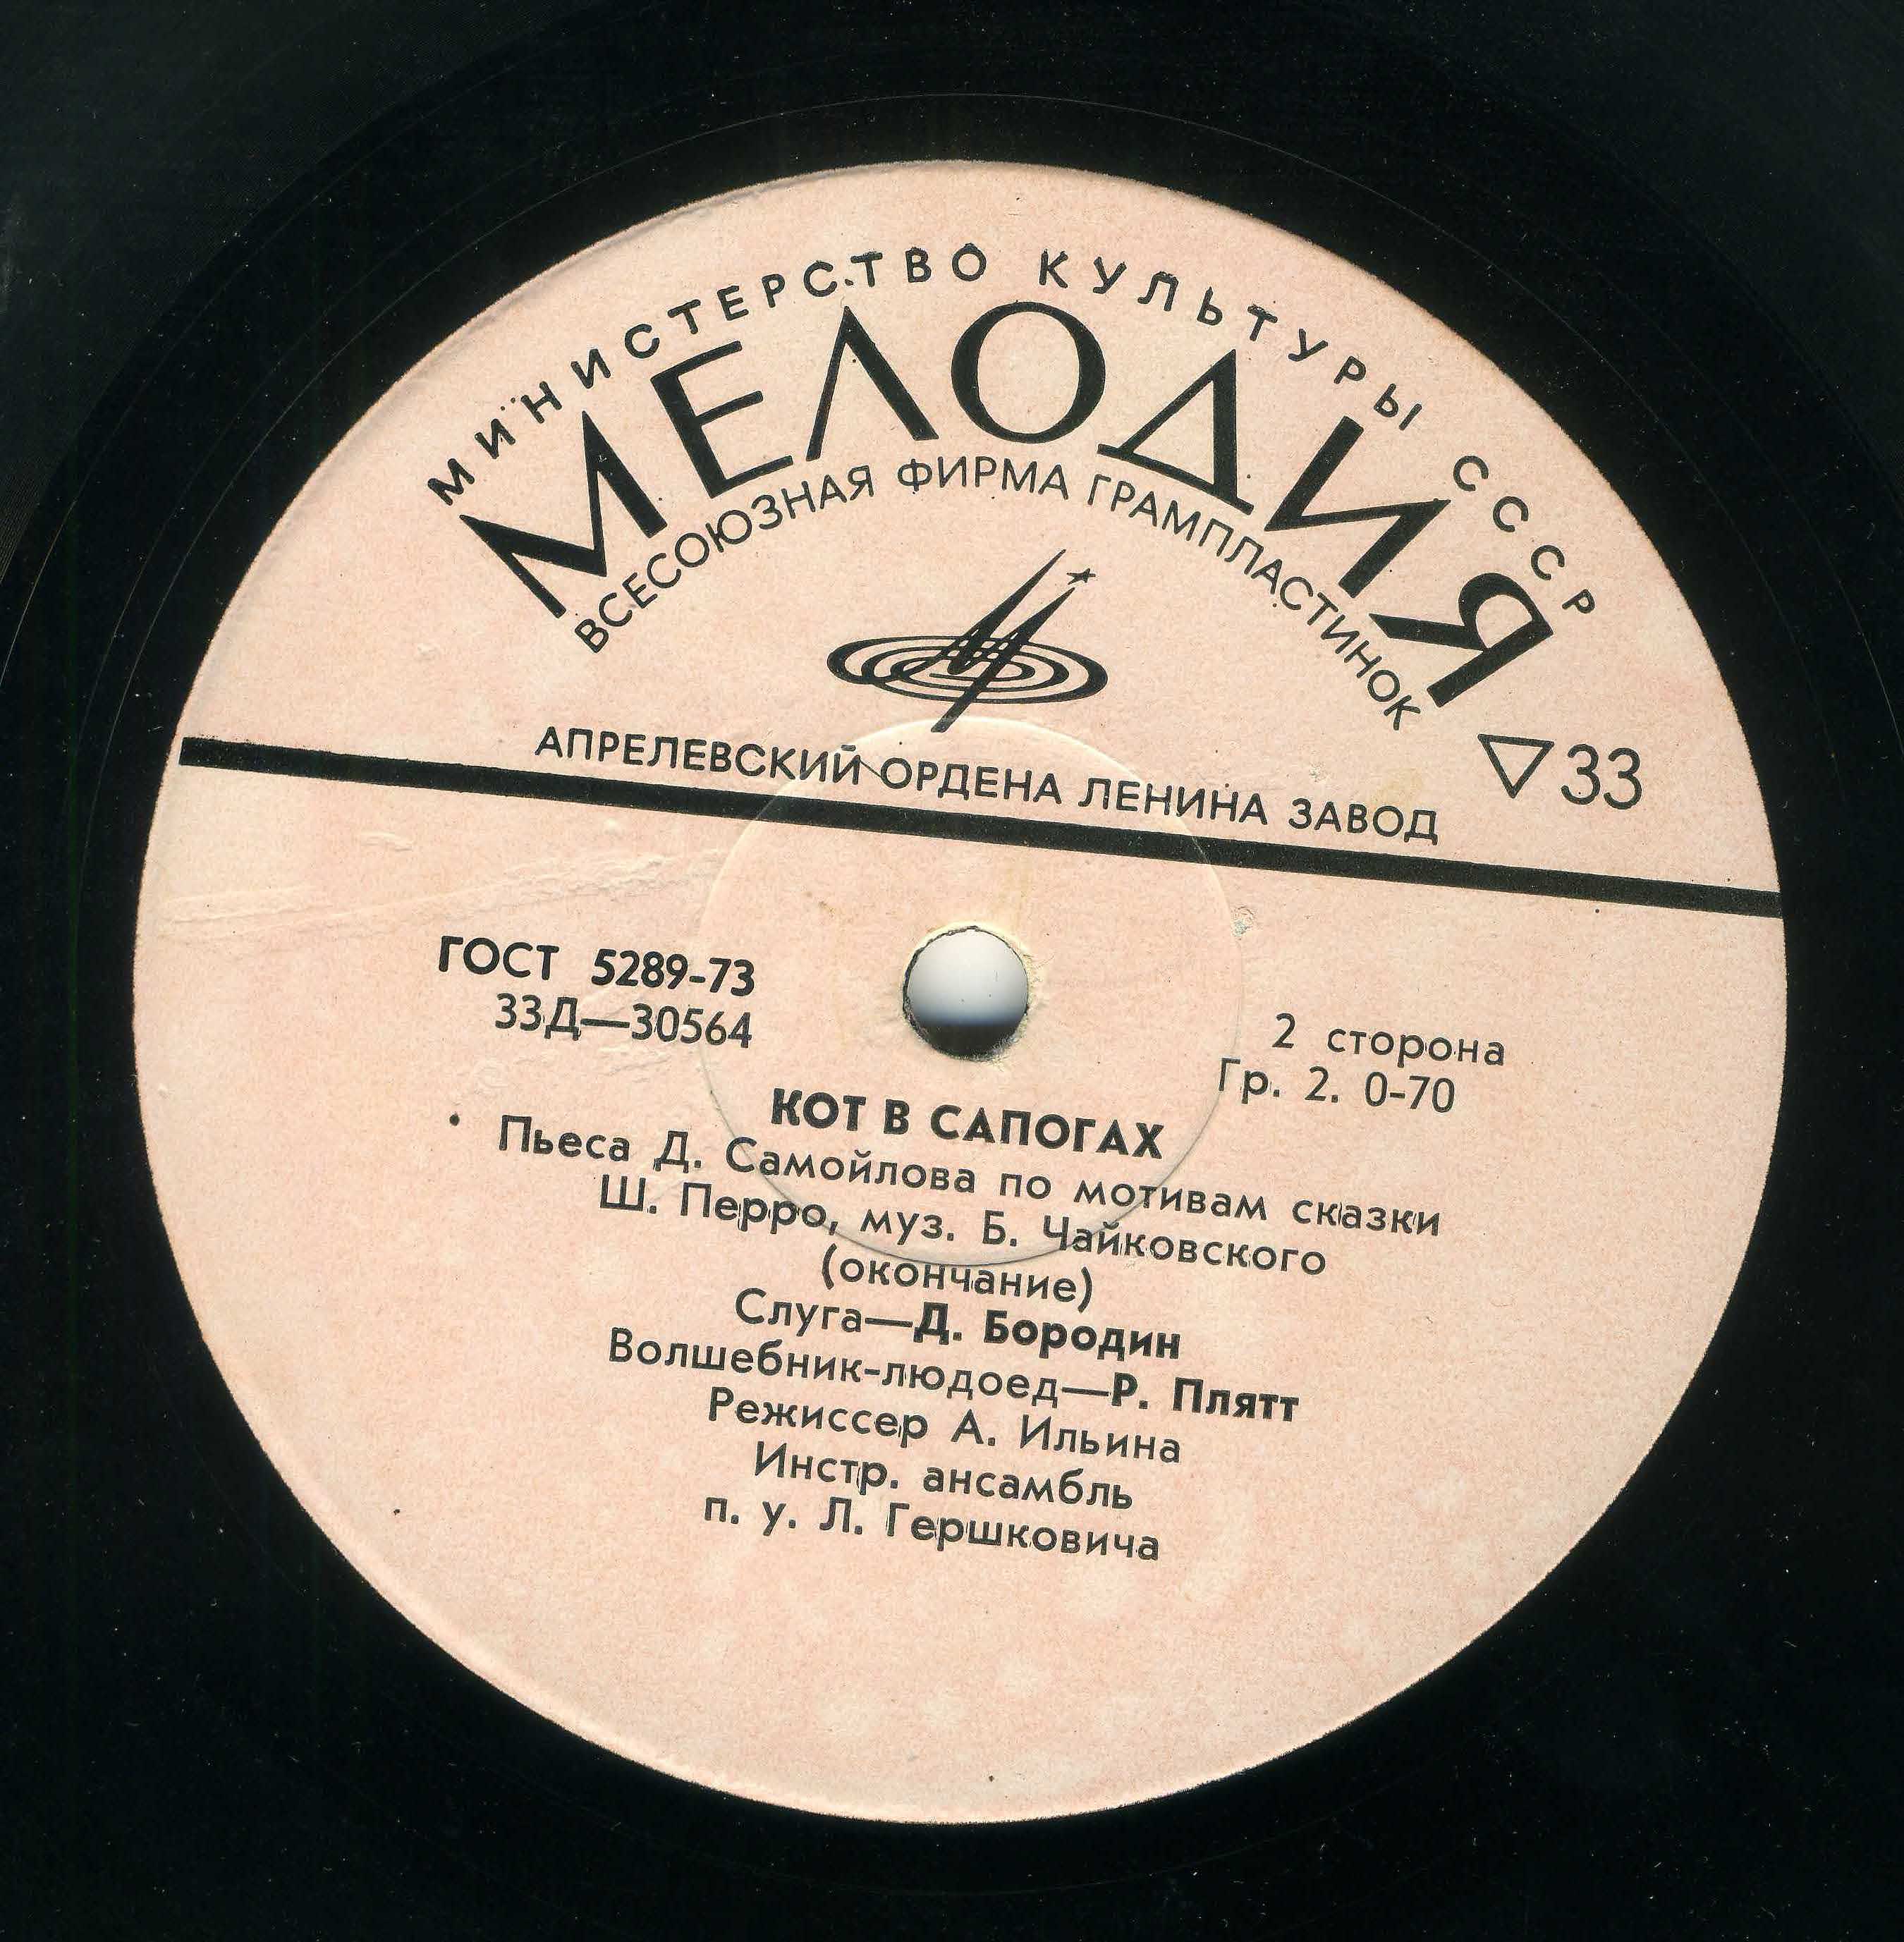 МИНИСТЕРСТВО КУЛЬТУРЫ СССР
МЕЛОДИЯ
ВСЕСОЮЗНАЯ ФИРМА ГРАМПЛАСТИНОК
АПРЕЛЕВСКИЙ ОРДЕНА ЛЕНИНА ЗАВОД
▽33
ГОСТ 5289-73
33Д—30564
2 сторона
Гр. 2. 0-70
КОТ В САПОГАХ
Пьеса Д. Самойлова по мотивам сказки
Ш. Перро, муз. Б. Чайковского
(окончание)
Слуга—Д. Бородин
Волшебник-людоед—Р. Плятт
Режиссер А. Ильина
Инстр. ансамбль
п. у. Л. Гершковича